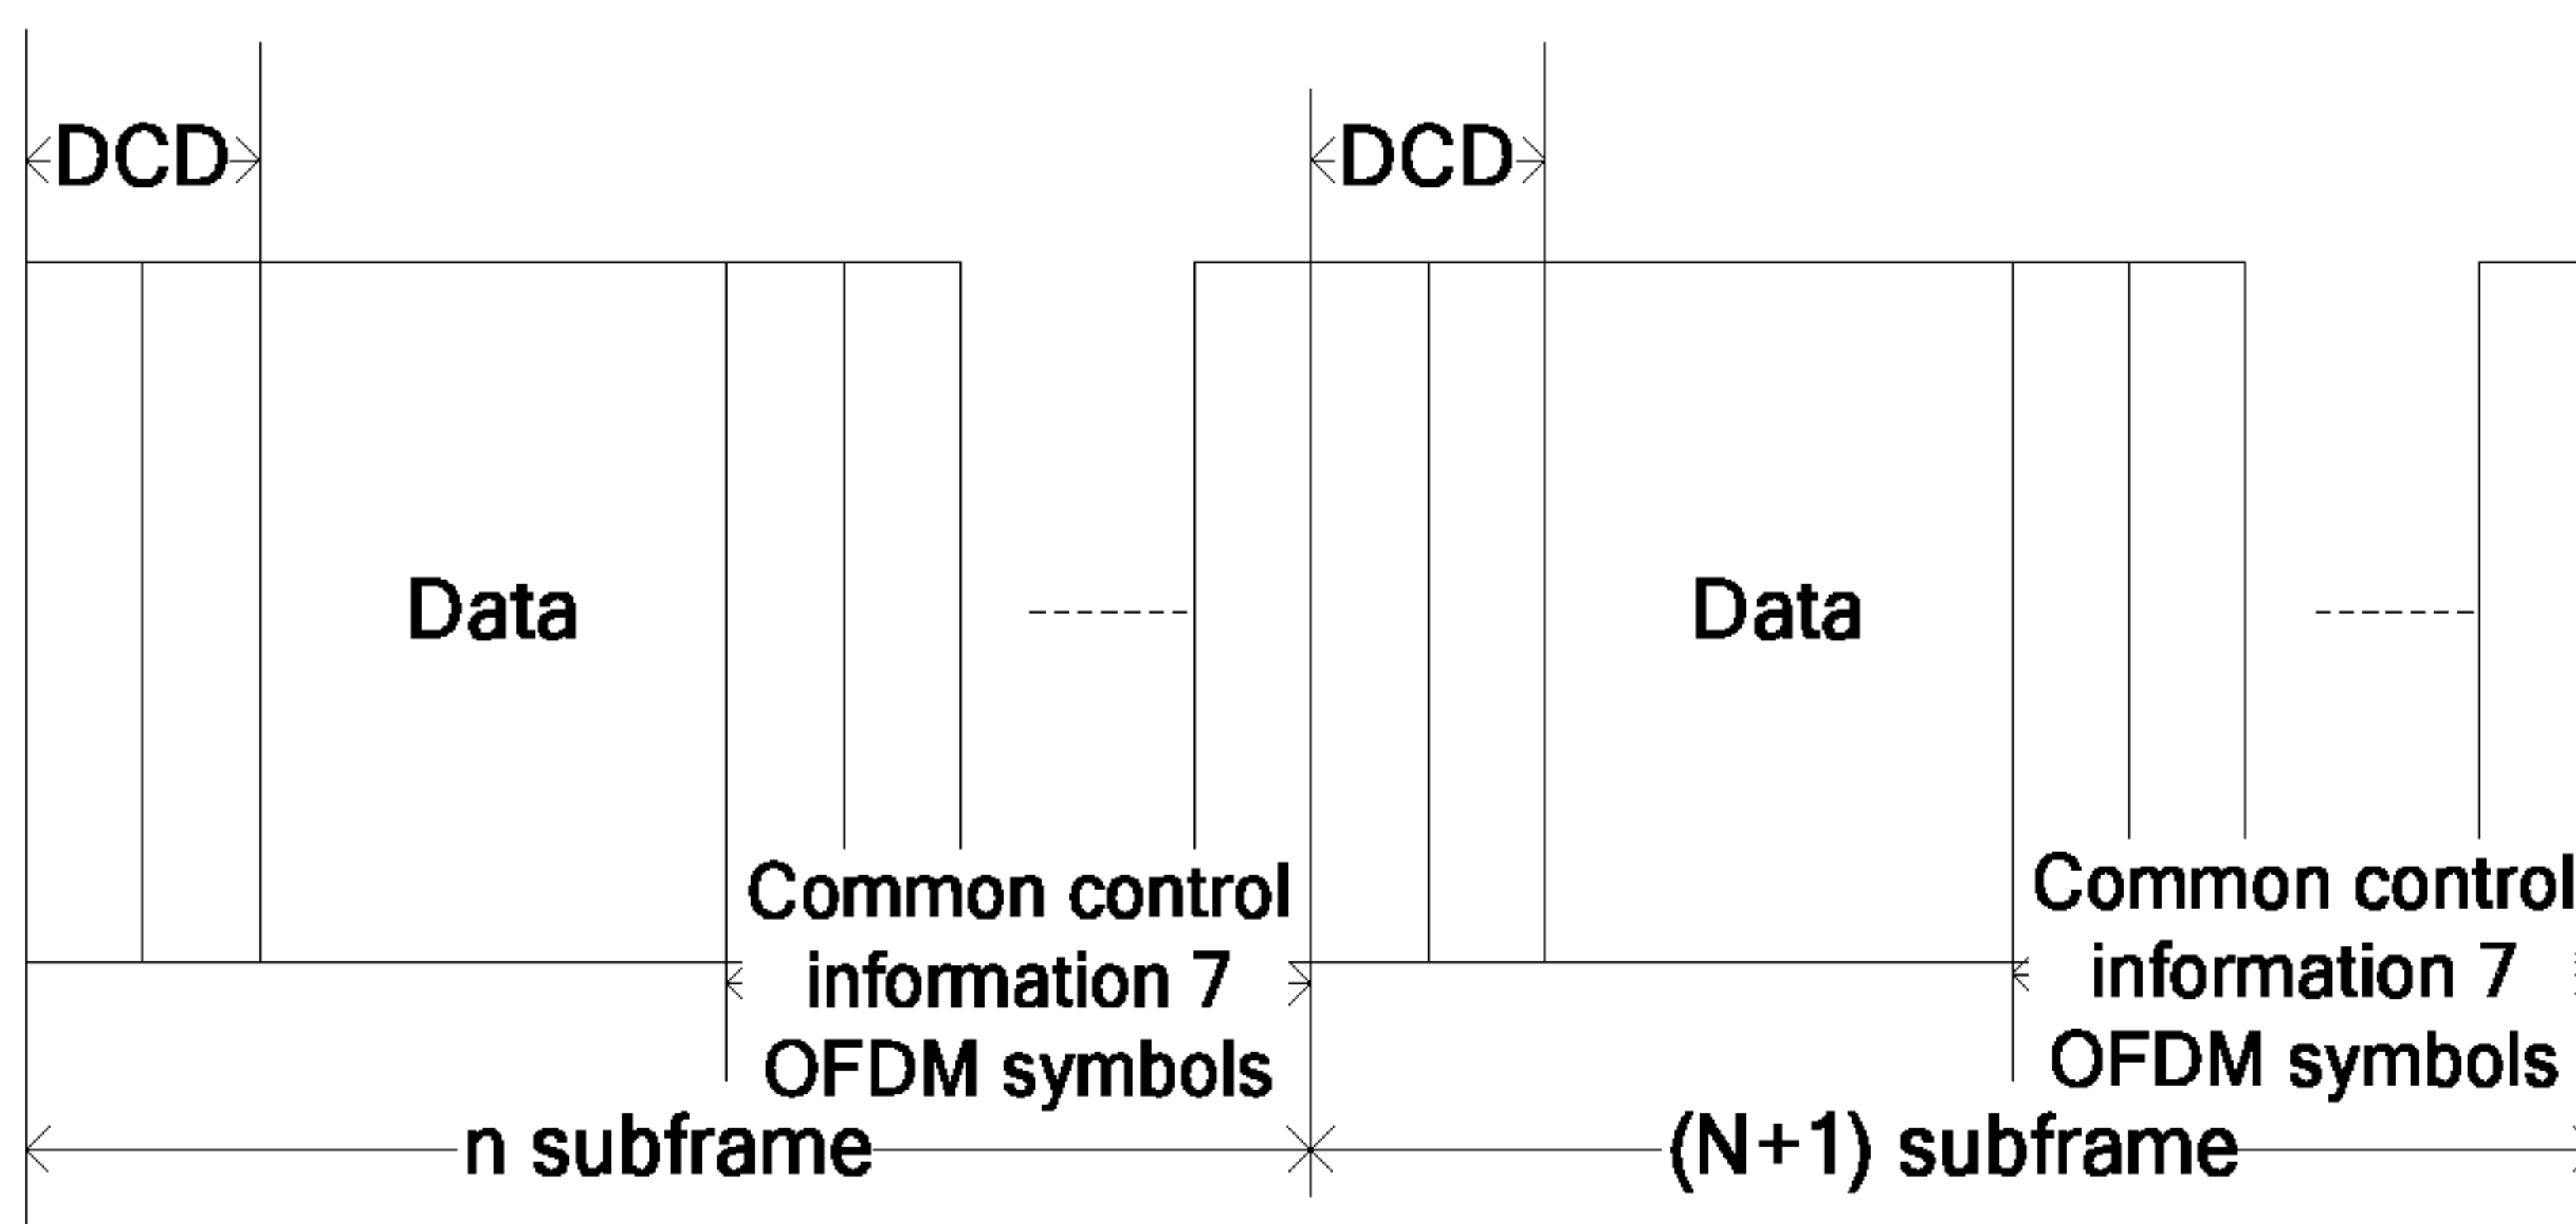 DCD
DCD
Data
Data
Common control
information 7
OFDM symbols
Common control
information 7
OFDM symbols
n subframe
(N+1) subframe